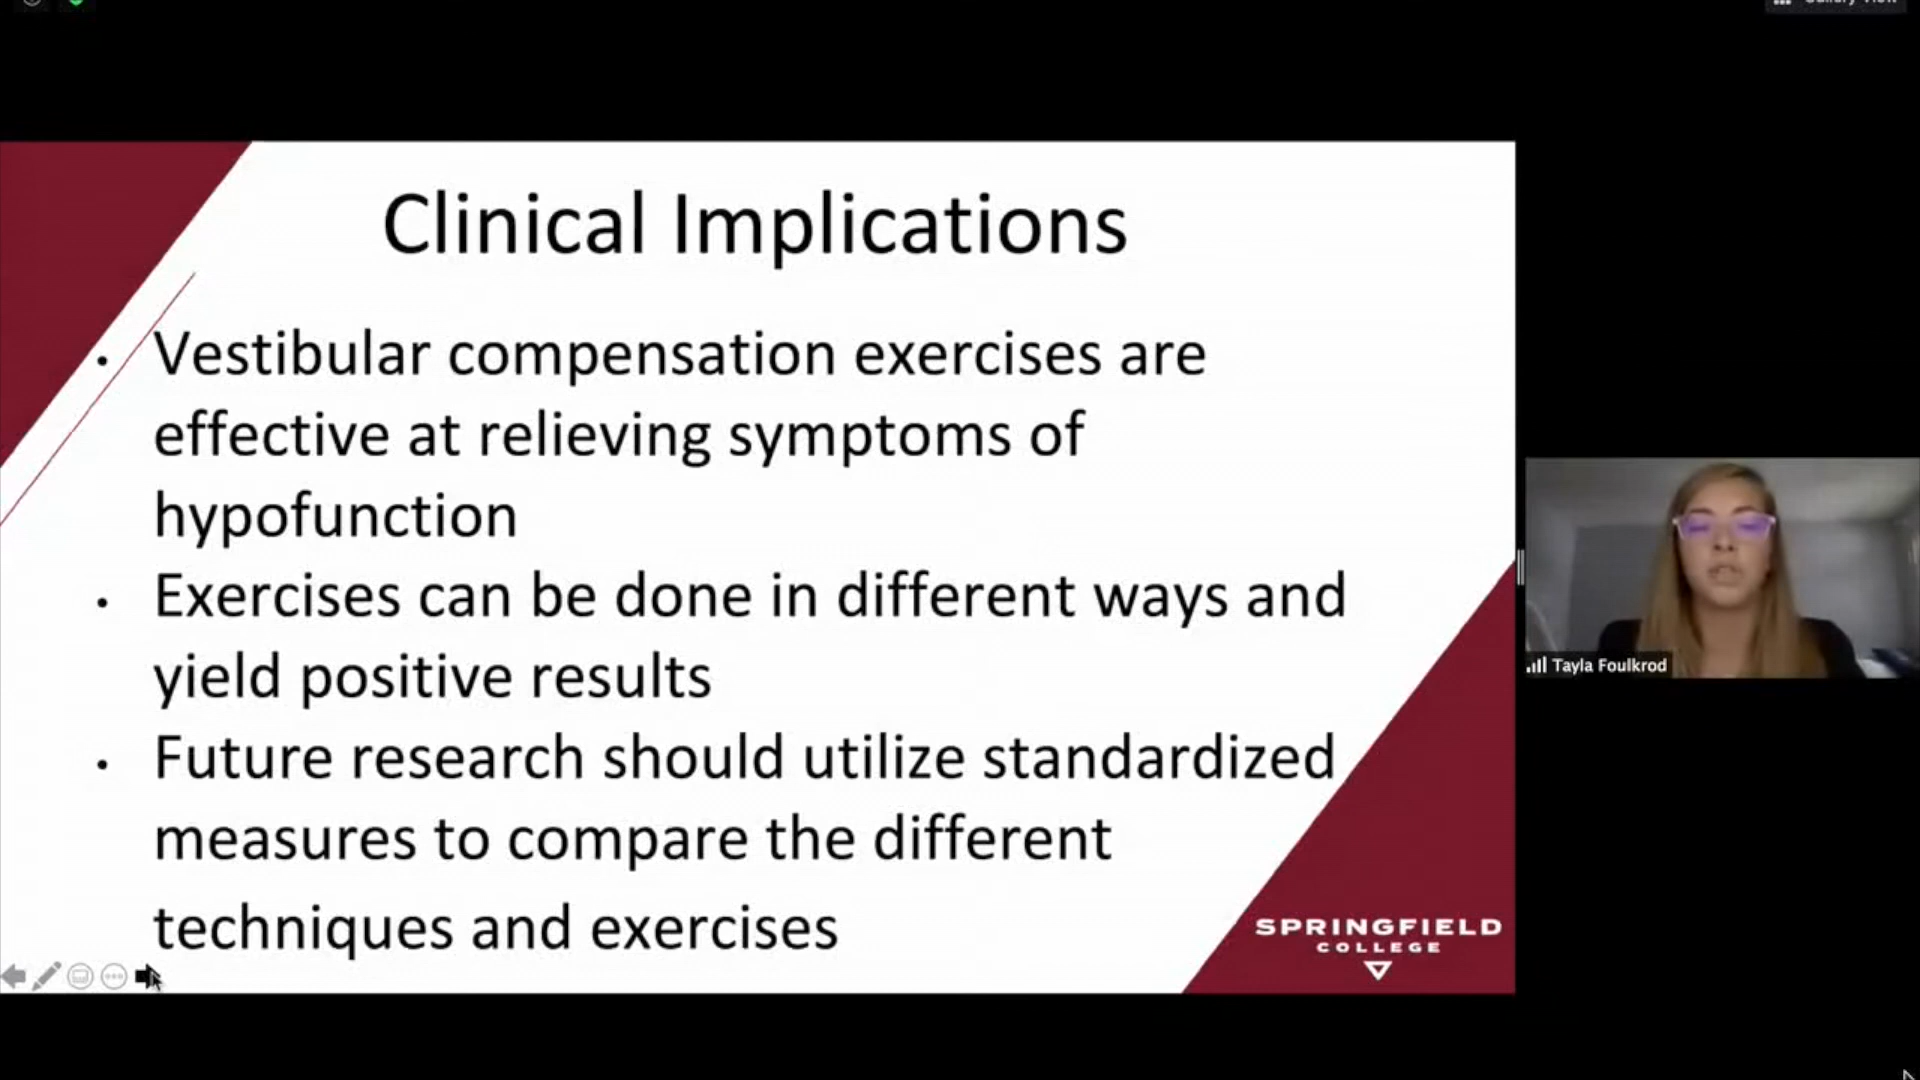 Clinical Implications
• Vestibular compensation exercises are
effective at relieving symptoms of
hypofunction
• Exercises can be done in different ways and
yield positive results
• Future research should utilize standardized
measures to compare the different
techniques and exercises
SPRINGFIELD
COLLEGE
Tayla Foulkrod